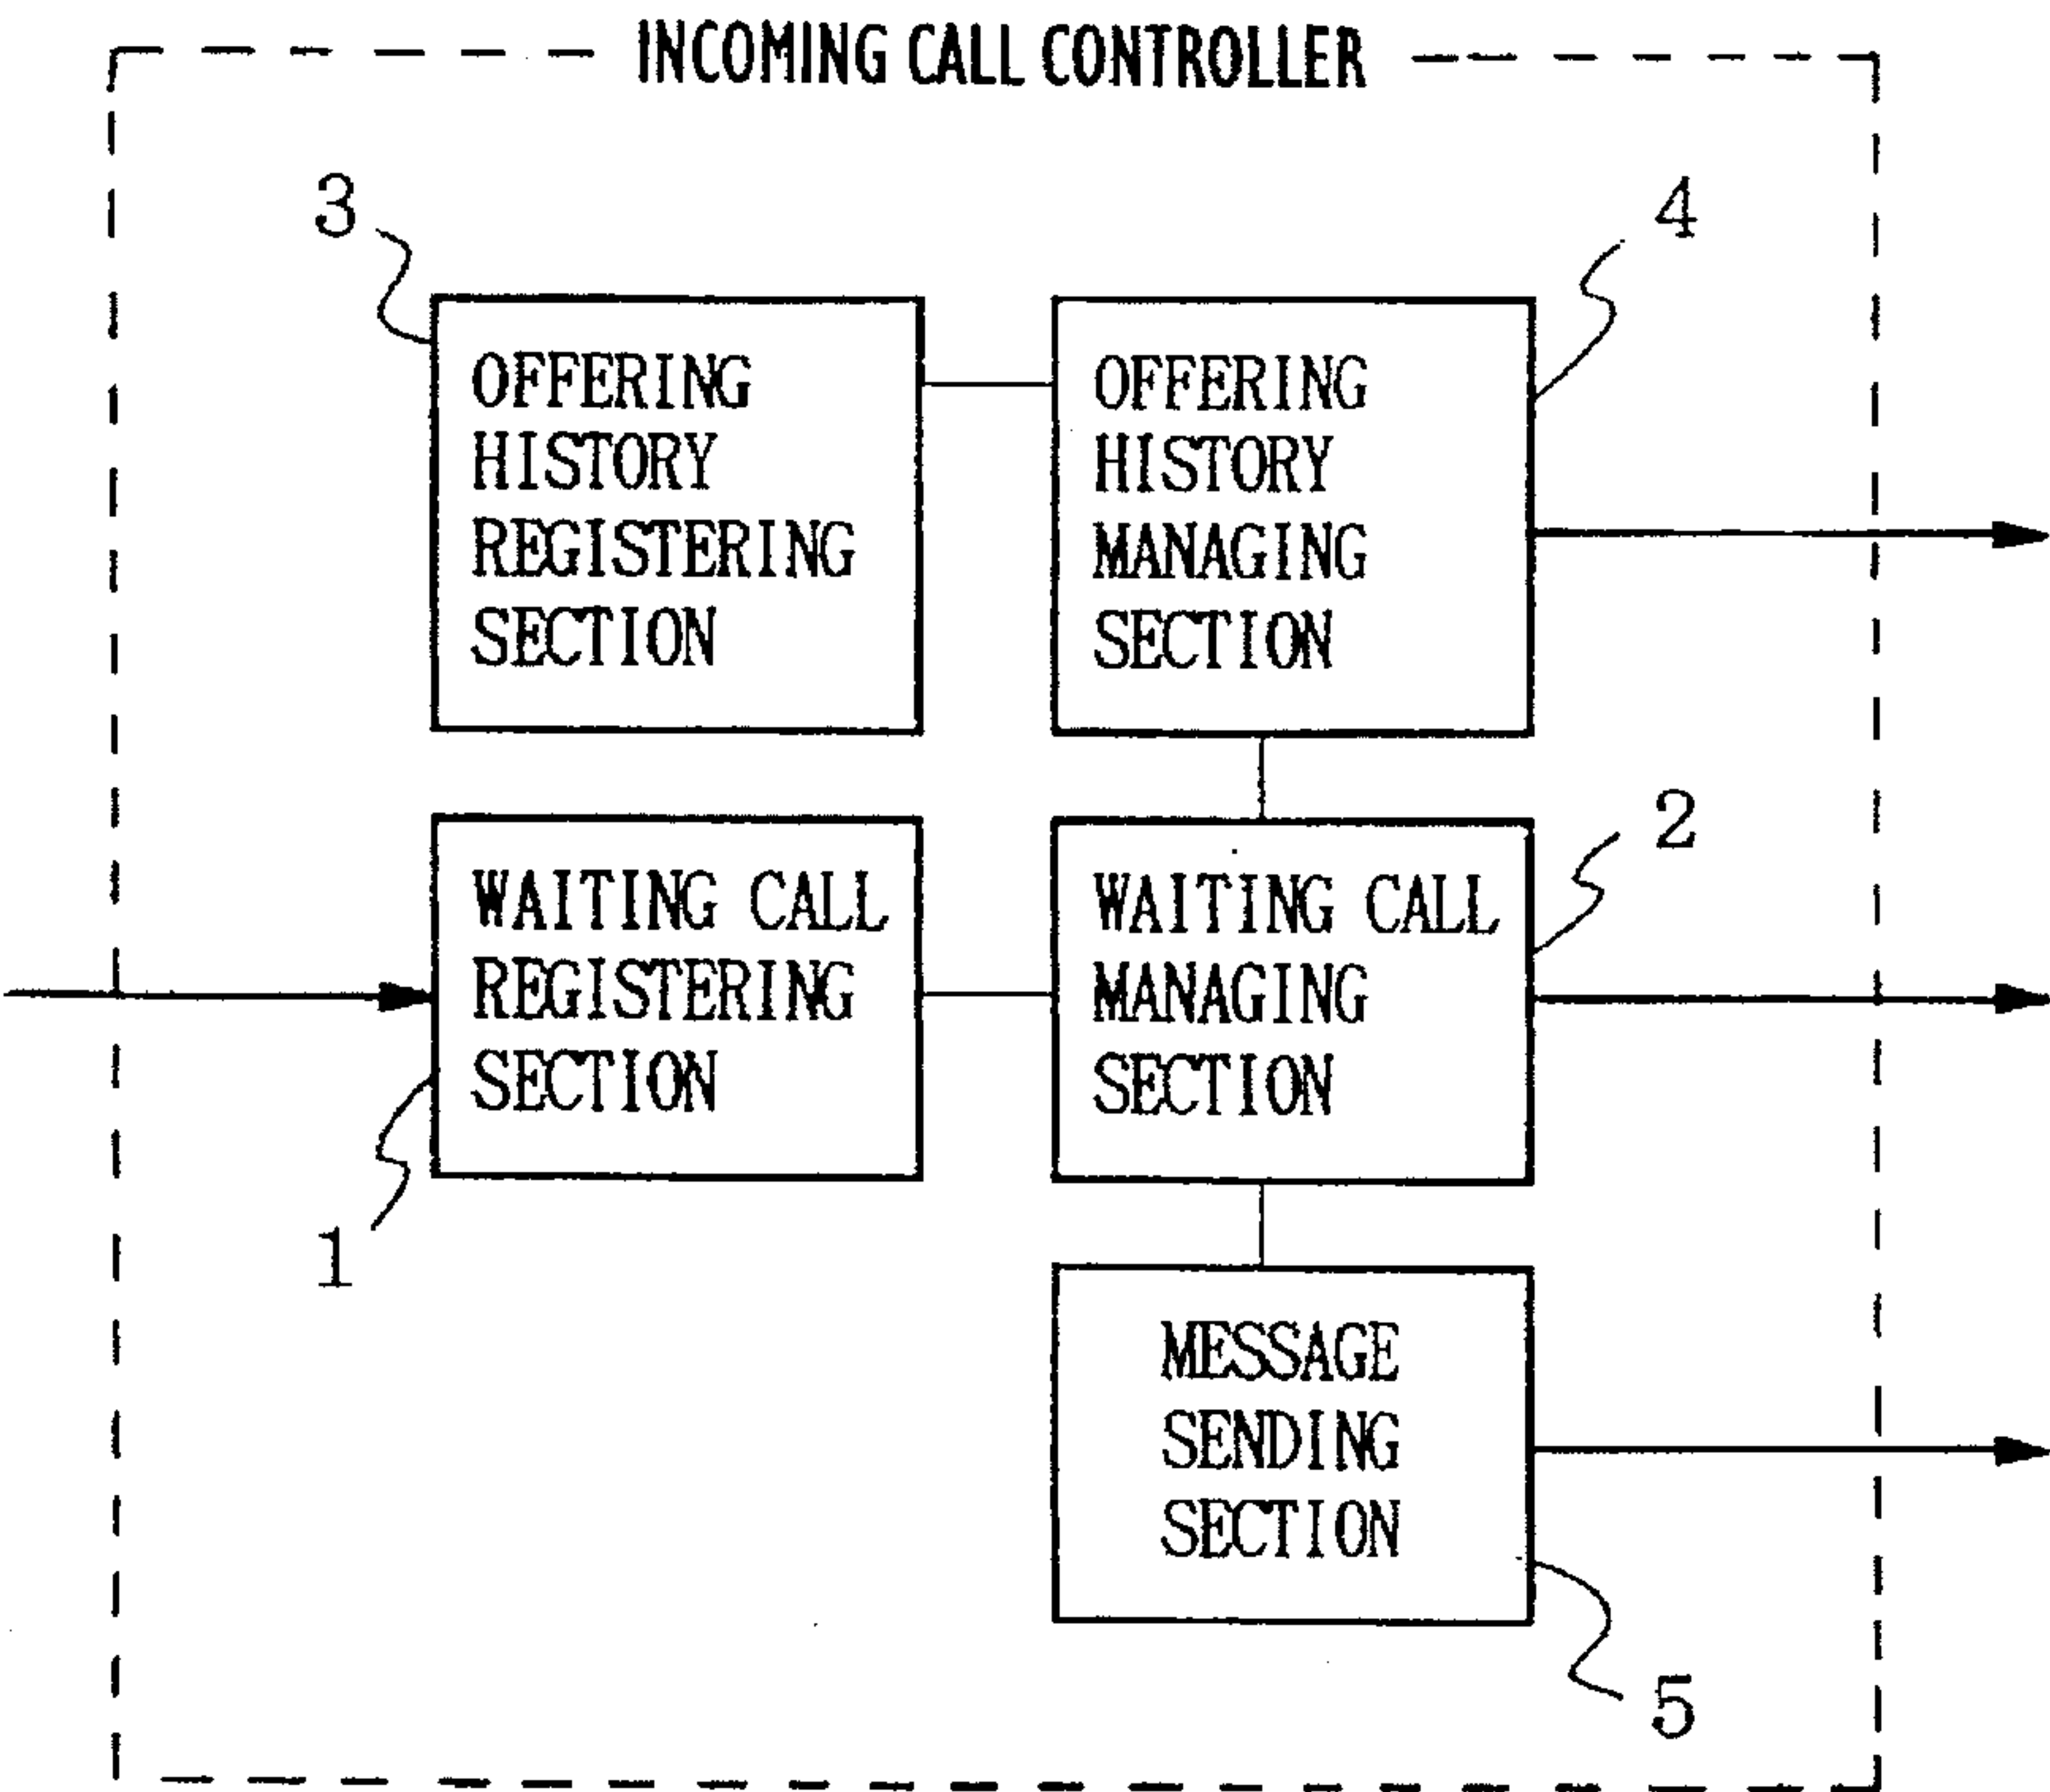 INCOMING CALL CONTROLLER
3
4
OFFERING
HISTORY
REGISTERING
SECTION
OFFERING
HISTORY
MANAGING
SECTION
2
WAITING CALL
REGISTERING
SECTION
WAITING CALL
MANAGING
SECTION
1
MESSAGE
SENDING
SECTION
5